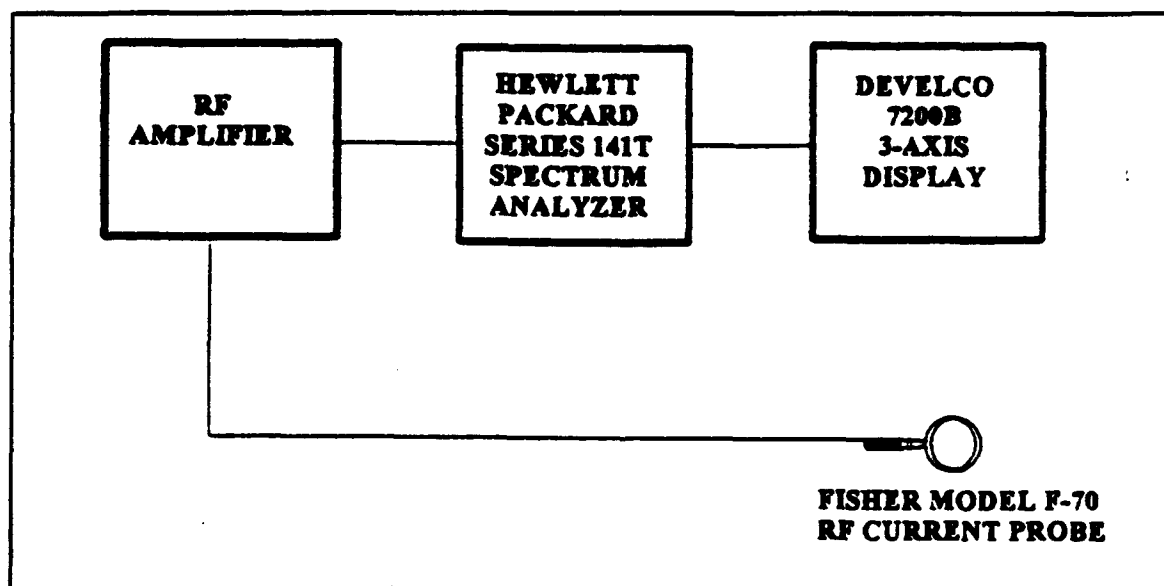 RF
AMPLIFIER
HEWLETT
PACKARD
SERIES 141T
SPECTRUM
ANALYZER
DEVELCO
7200B
3-AXIS
DISPLAY
FISHER MODEL F-70
RF CURRENT PROBE